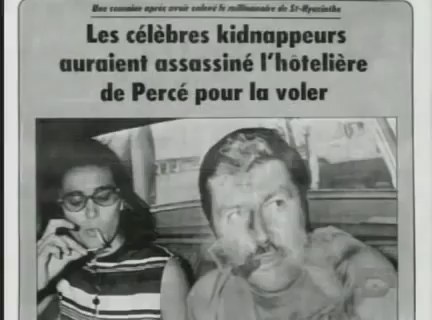 Une semaine après avoir enlevé le millionnaire de St-Hyacinthe
Les célèbres kidnappeurs
auraient assassiné l'hôtelière
de Percé pour la voler